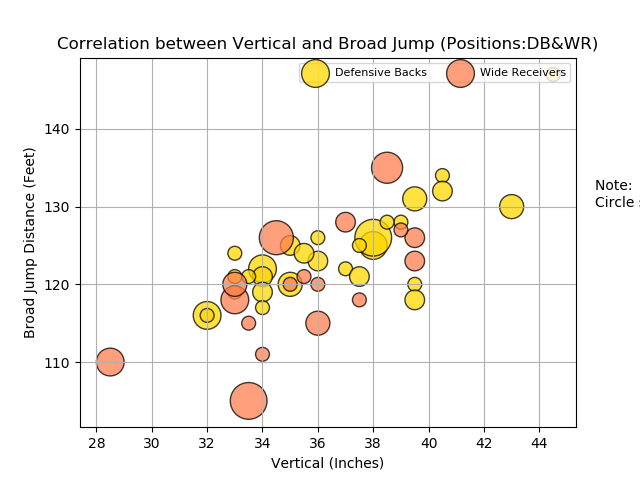 Correlation between Vertical and Broad Jump (Positions:DB&WR)
Defensive Backs
Wide Receivers
Broad Jump Distance (Feet)
140
130
120
110
28 30 32 34 36 38 40 42 44
Vertical (Inches)
Note:
Circle